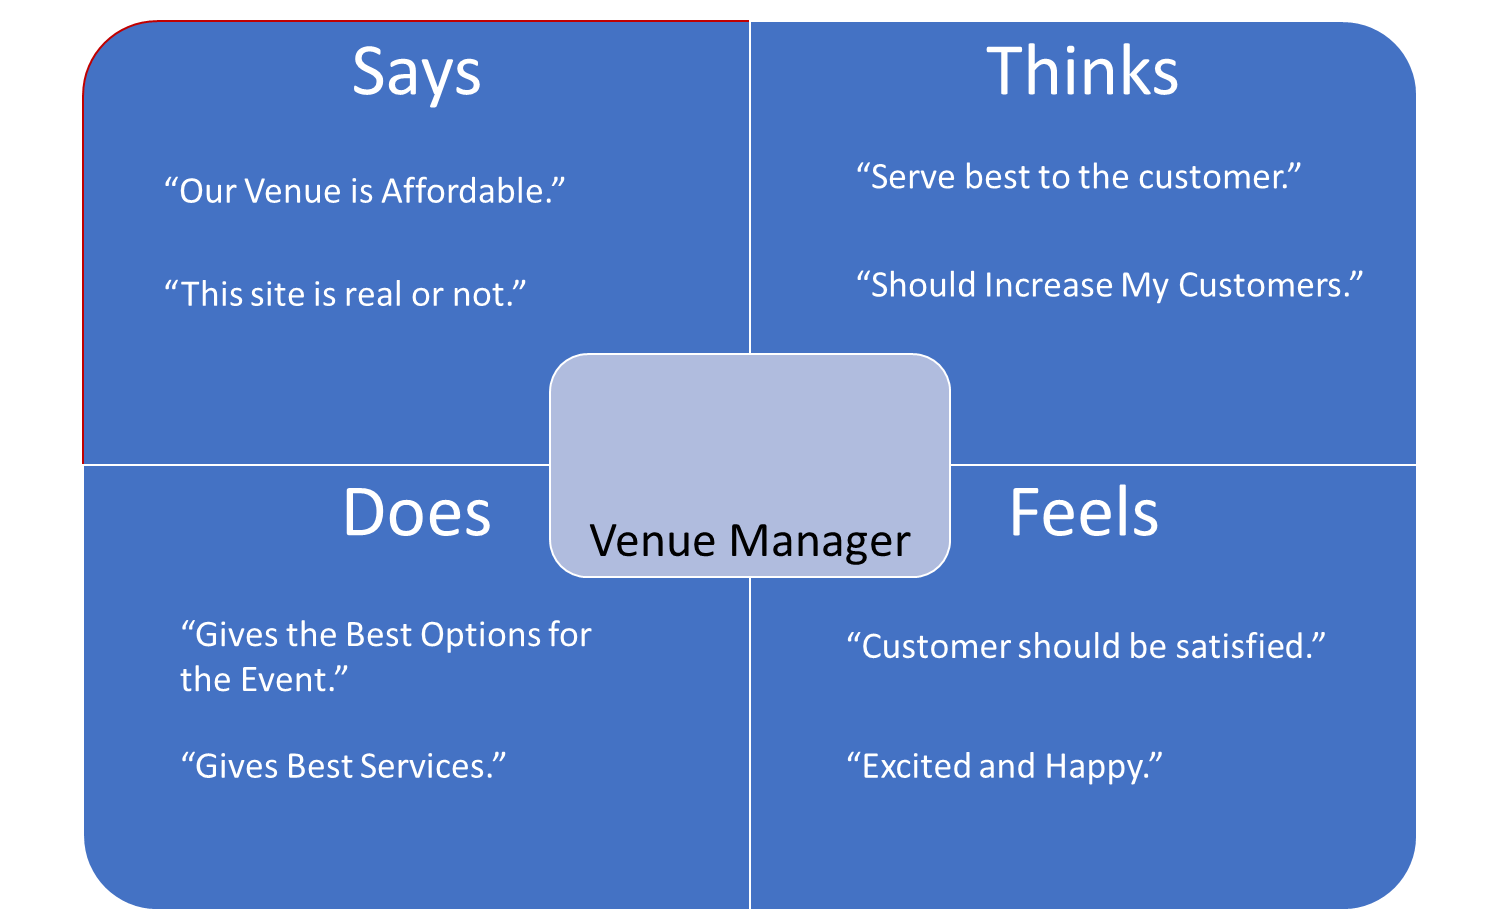 Says
“Our Venue is Affordable.”
“This site is real or not.”
Thinks
“Serve best to the customer.”
“Should Increase My Customers.”
Venue Manager
Does
“Gives the Best Options for
the Event.”
“Gives Best Services.”
Feels
“Customer should be satisfied.”
“Excited and Happy.”